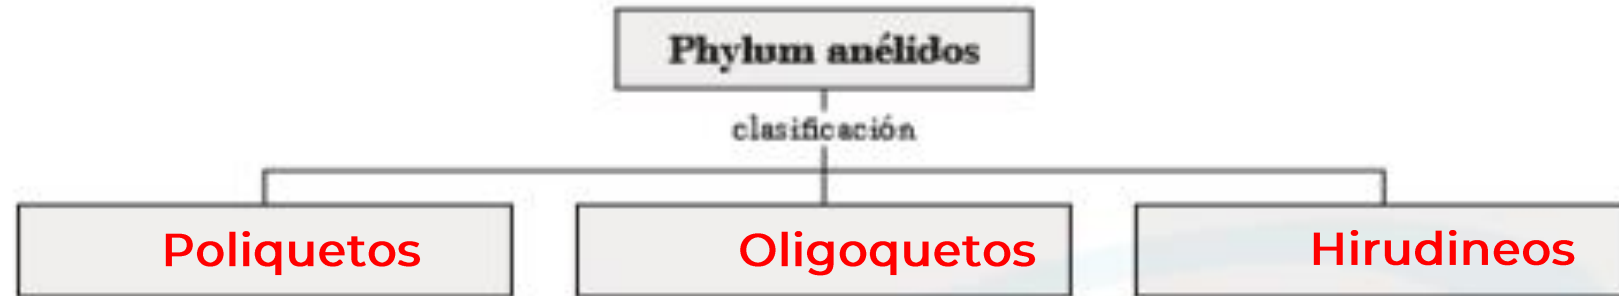 Phylum anélidos
clasificación
Poliquetos
Oligoquetos
Hirudineos